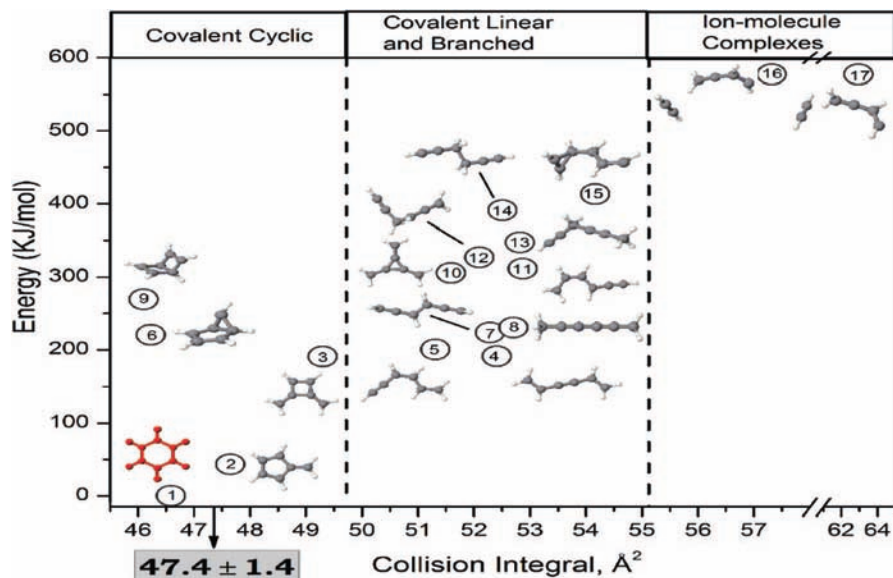 Covalent Cyclic
Covalent Linear
and Branched
Ion-molecule
Complexes
600
500
400
300
200
100
0
Energy (KJ/mol)
16
17
15
14
13
12
11
10
9
8
7
6
5
4
3
2
1
46 47 48 49 50 51 52 53 54 55 56 57 62 64
47.4 ± 1.4
Collision Integral, Å²